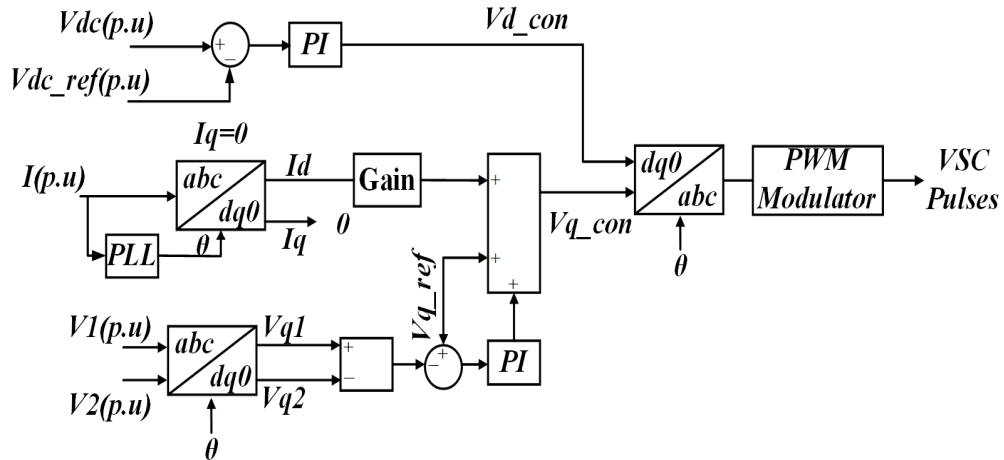 Vdc(p.u)
+
−
PI
Vd_con
Vdc_ref(p.u)
Iq=0
I(p.u)
abc
dq0
Id
Iq
Gain
0
PLL
θ
+
+
+
Vq_con
dq0
abc
θ
PWM
Modulator
VSC
Pulses
Vq_ref
V1(p.u)
V2(p.u)
abc
dq0
θ
Vq1
Vq2
+
−
+
−
PI